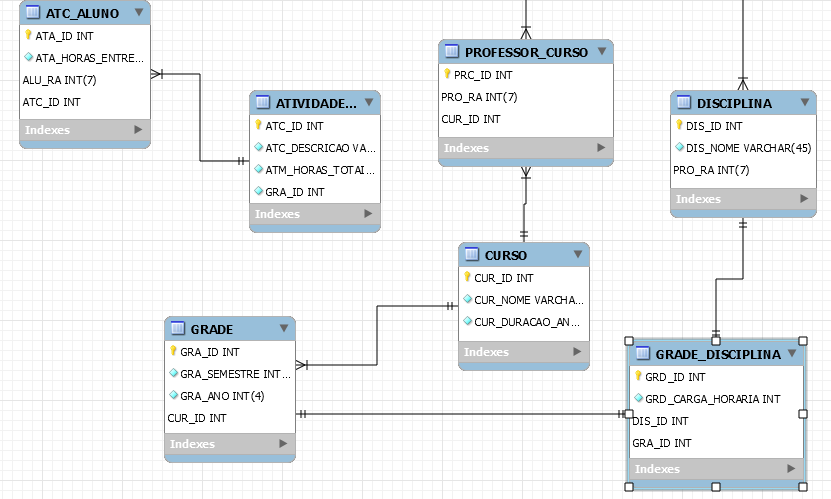 ATC_ALUNO
ATA_ID INT
ATA_HORAS_ENTRE...
ALU_RA INT(7)
ATC_ID INT
Indexes
ATIVIDADE...
ATC_ID INT
ATC_DESCRICAO VA...
ATM_HORAS_TOTAI...
GRA_ID INT
Indexes
PROFESSOR_CURSO
PRC_ID INT
PRO_RA INT(7)
CUR_ID INT
Indexes
DISCIPLINA
DIS_ID INT
DIS_NOME VARCHAR(45)
PRO_RA INT(7)
Indexes
CURSO
CUR_ID INT
CUR_NOME VARCHA...
CUR_DURACAO_AN...
Indexes
GRADE
GRA_ID INT
GRA_SEMESTRE INT...
GRA_ANO INT(4)
CUR_ID INT
Indexes
GRADE_DISCIPLINA
GRD_ID INT
GRD_CARGA_HORARIA INT
DIS_ID INT
GRA_ID INT
Indexes